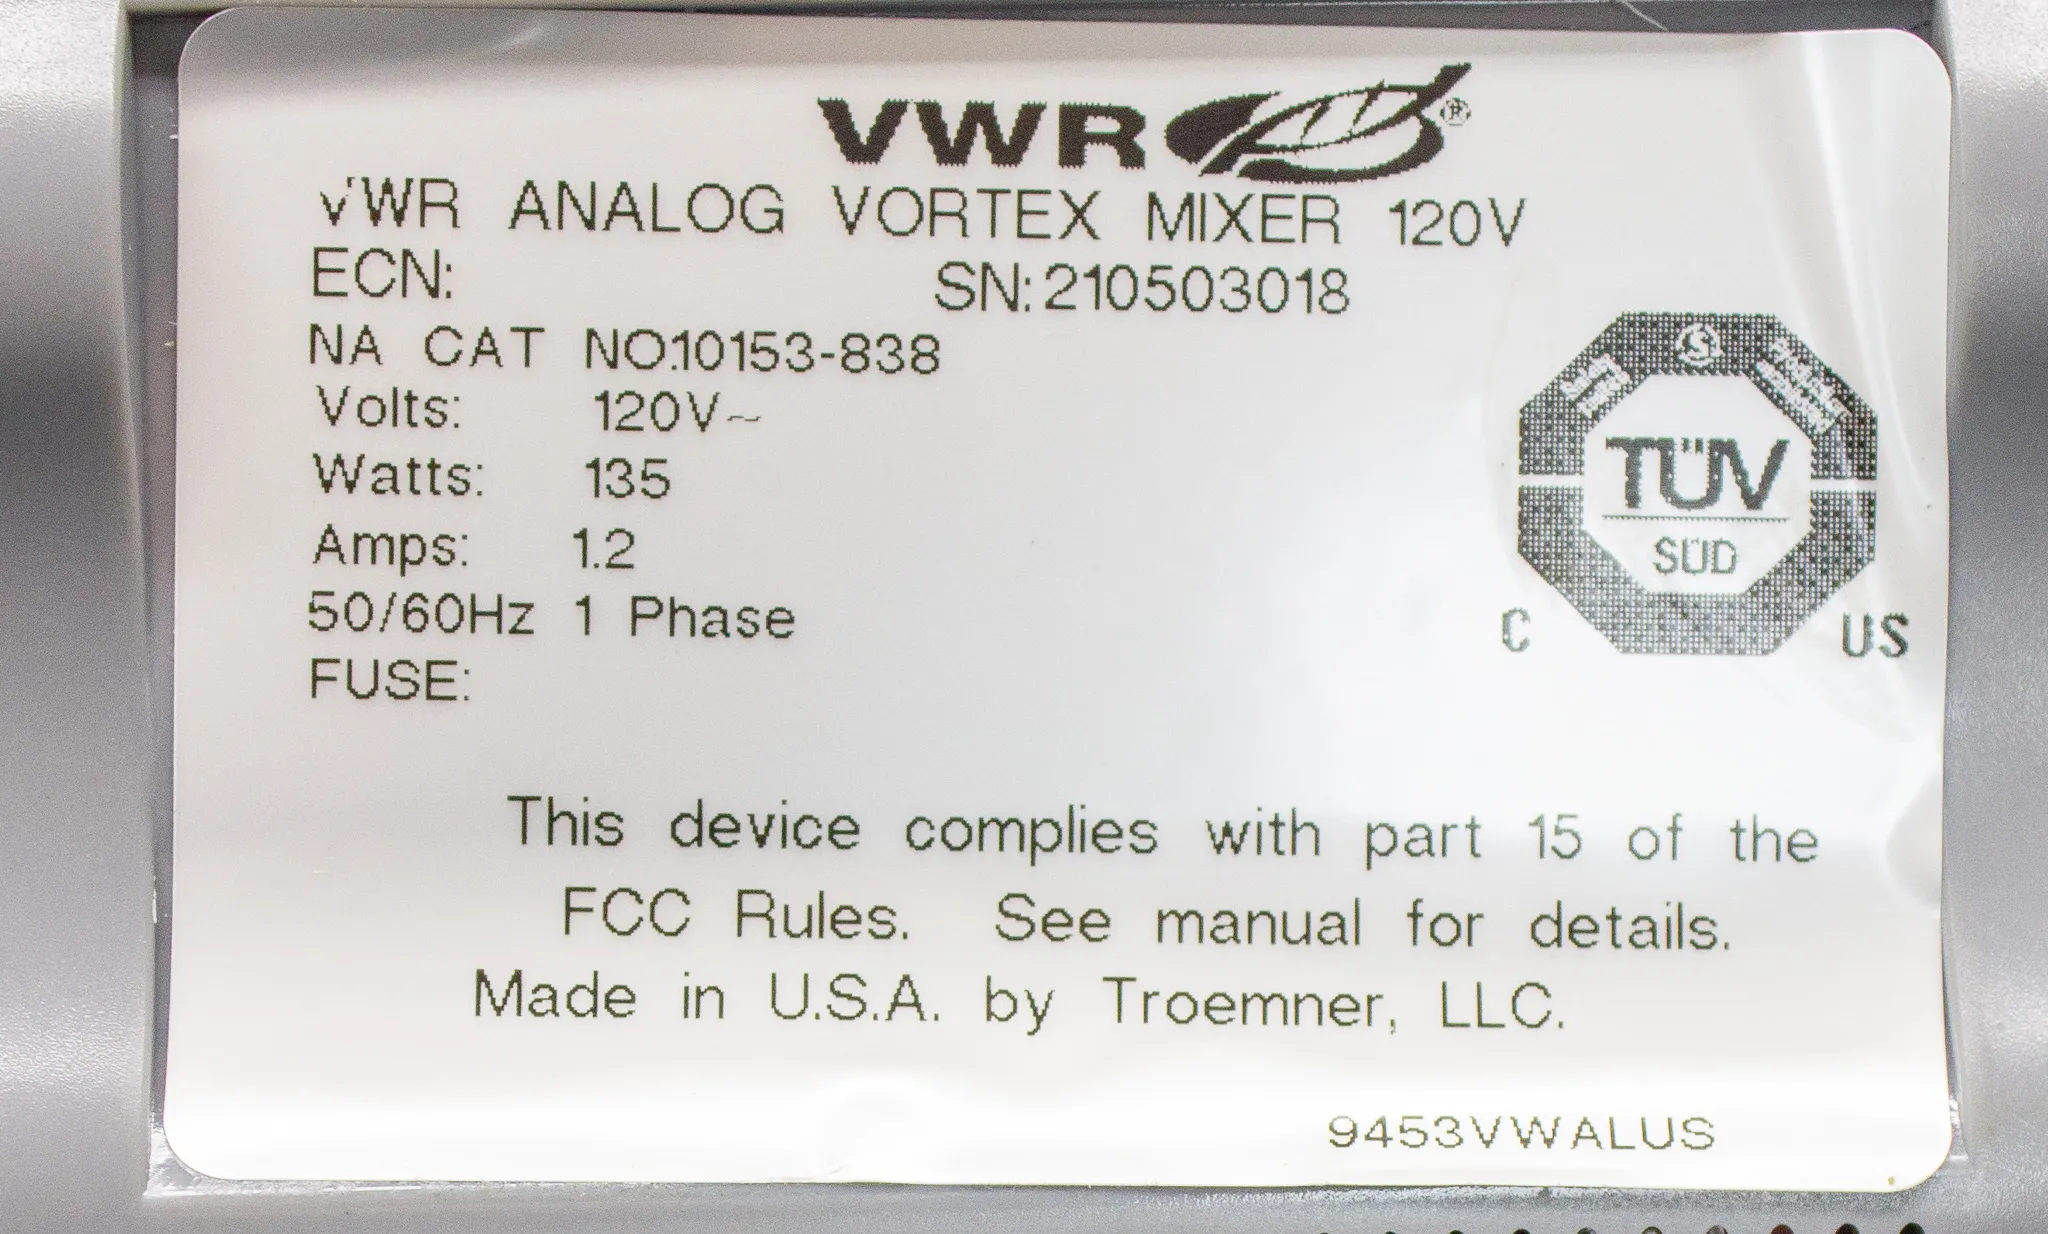 VWR®
VWR ANALOG VORTEX MIXER 120V
ECN: SN:210503018
NA CAT NO.10153-838
Volts: 120V~
Watts: 135
Amps: 1.2
50/60Hz 1 Phase
FUSE:
TÜV
SÜD
C US
This device complies with part 15 of the
FCC Rules. See manual for details.
Made in U.S.A. by Troemner, LLC.
9453VWALUS